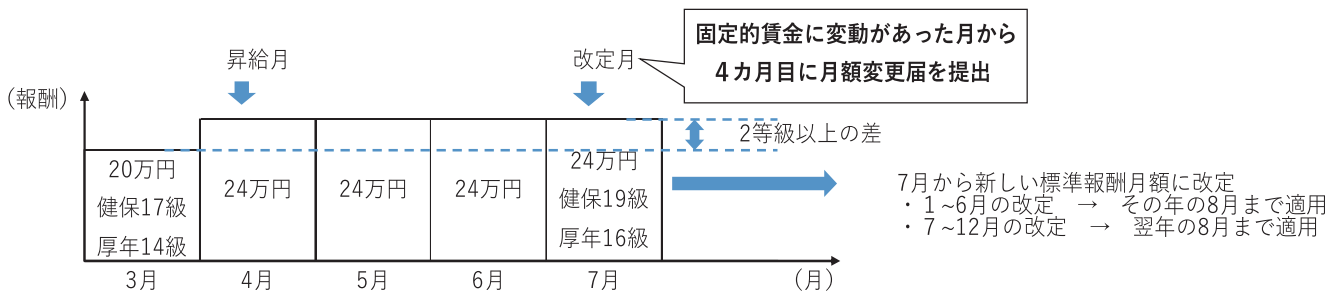 固定的賃金に変動があった月から
4カ月目に月額変更届を提出
昇給月
改定月
(報酬)
2等級以上の差
20万円
健保17級
厚年14級
24万円
24万円
24万円
24万円
健保19級
厚年16級
7月から新しい標準報酬月額に改定
・1~6月の改定 → その年の8月まで適用
・7~12月の改定 → 翌年の8月まで適用
3月
4月
5月
6月
7月
(月)